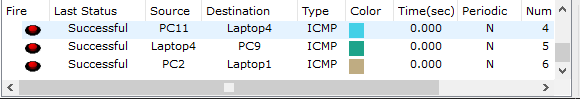 Fire Last Status Source Destination Type Color Time(sec) Periodic Num
Successful PC11 Laptop4 ICMP 0.000 N 4
Successful Laptop4 PC9 ICMP 0.000 N 5
Successful PC2 Laptop1 ICMP 0.000 N 6